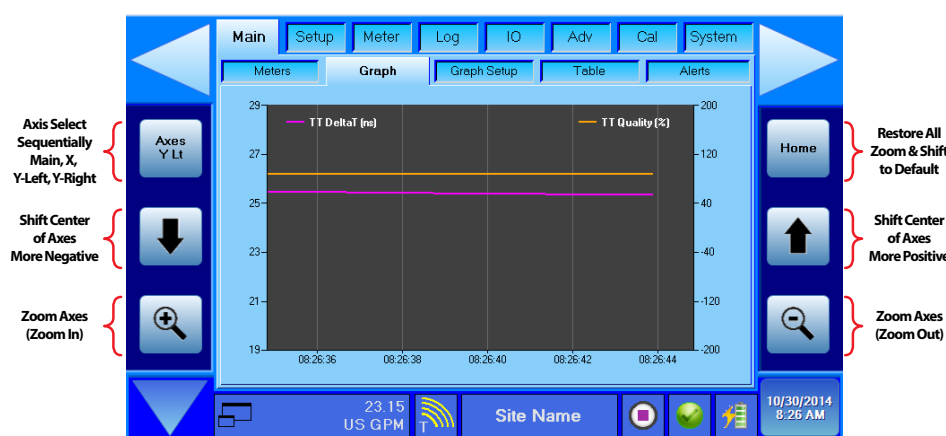 Main Setup Meter Log IO Adv Cal System
Meters Graph Graph Setup Table Alerts
Axis Select
Sequentially
Main, X,
Y-Left, Y-Right
Axes
Y Lt
Shift Center
of Axes
More Negative
Zoom Axes
(Zoom In)
TT DeltaT (ns)
TT Quality (%)
29
27
25
23
21
19
200
120
40
-40
-120
-200
08:26:36 08:26:38 08:26:40 08:26:42 08:26:44
Home
Restore All
Zoom & Shift
to Default
Shift Center
of Axes
More Positive
Zoom Axes
(Zoom Out)
23.15
US GPM
T
Site Name
10/30/2014
8:26 AM